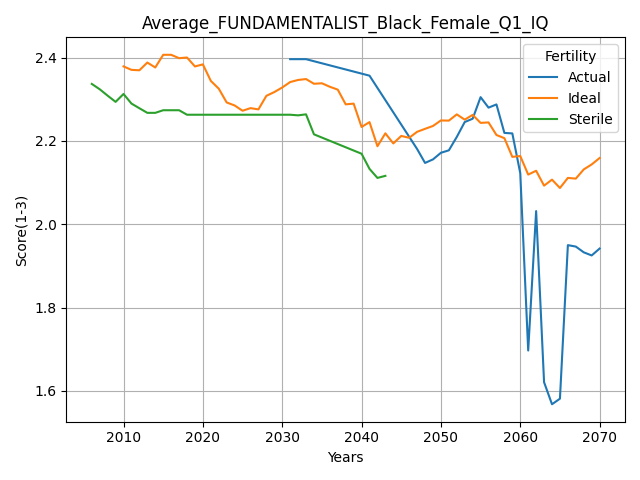 Average_FUNDAMENTALIST_Black_Female_Q1_IQ
Fertility
Actual
Ideal
Sterile
Score(1-3)
2.4
2.2
2.0
1.8
1.6
2010 2020 2030 2040 2050 2060 2070
Years